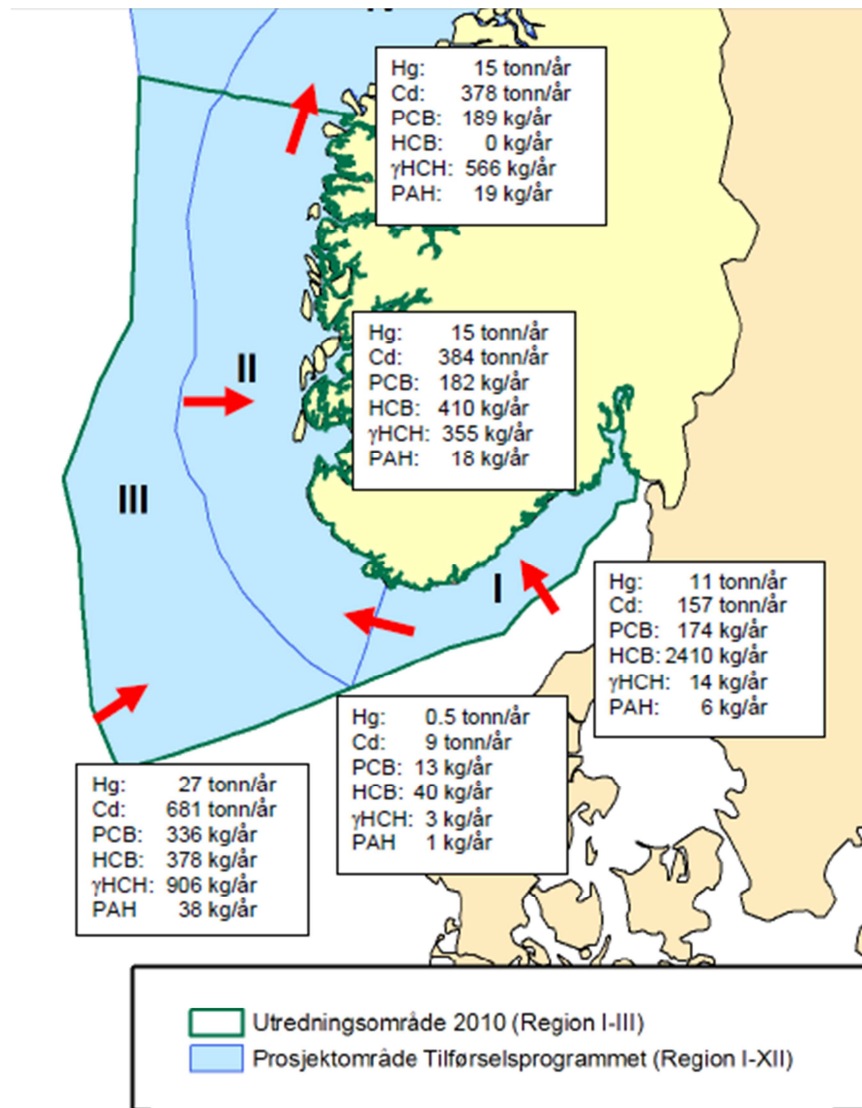 Hg: 15 tonn/år
Cd: 378 tonn/år
PCB: 189 kg/år
HCB: 0 kg/år
γHCH: 566 kg/år
PAH: 19 kg/år
Hg: 15 tonn/år
Cd: 384 tonn/år
PCB: 182 kg/år
HCB: 410 kg/år
γHCH: 355 kg/år
PAH: 18 kg/år
II
III
I
Hg: 11 tonn/år
Cd: 157 tonn/år
PCB: 174 kg/år
HCB: 2410 kg/år
γHCH: 14 kg/år
PAH: 6 kg/år
Hg: 0.5 tonn/år
Cd: 9 tonn/år
PCB: 13 kg/år
HCB: 40 kg/år
γHCH: 3 kg/år
PAH 1 kg/år
Hg: 27 tonn/år
Cd: 681 tonn/år
PCB: 336 kg/år
HCB: 378 kg/år
γHCH: 906 kg/år
PAH 38 kg/år
Utredningsområde 2010 (Region I-III)
Prosjektområde Tilførselsprogrammet (Region I-XII)